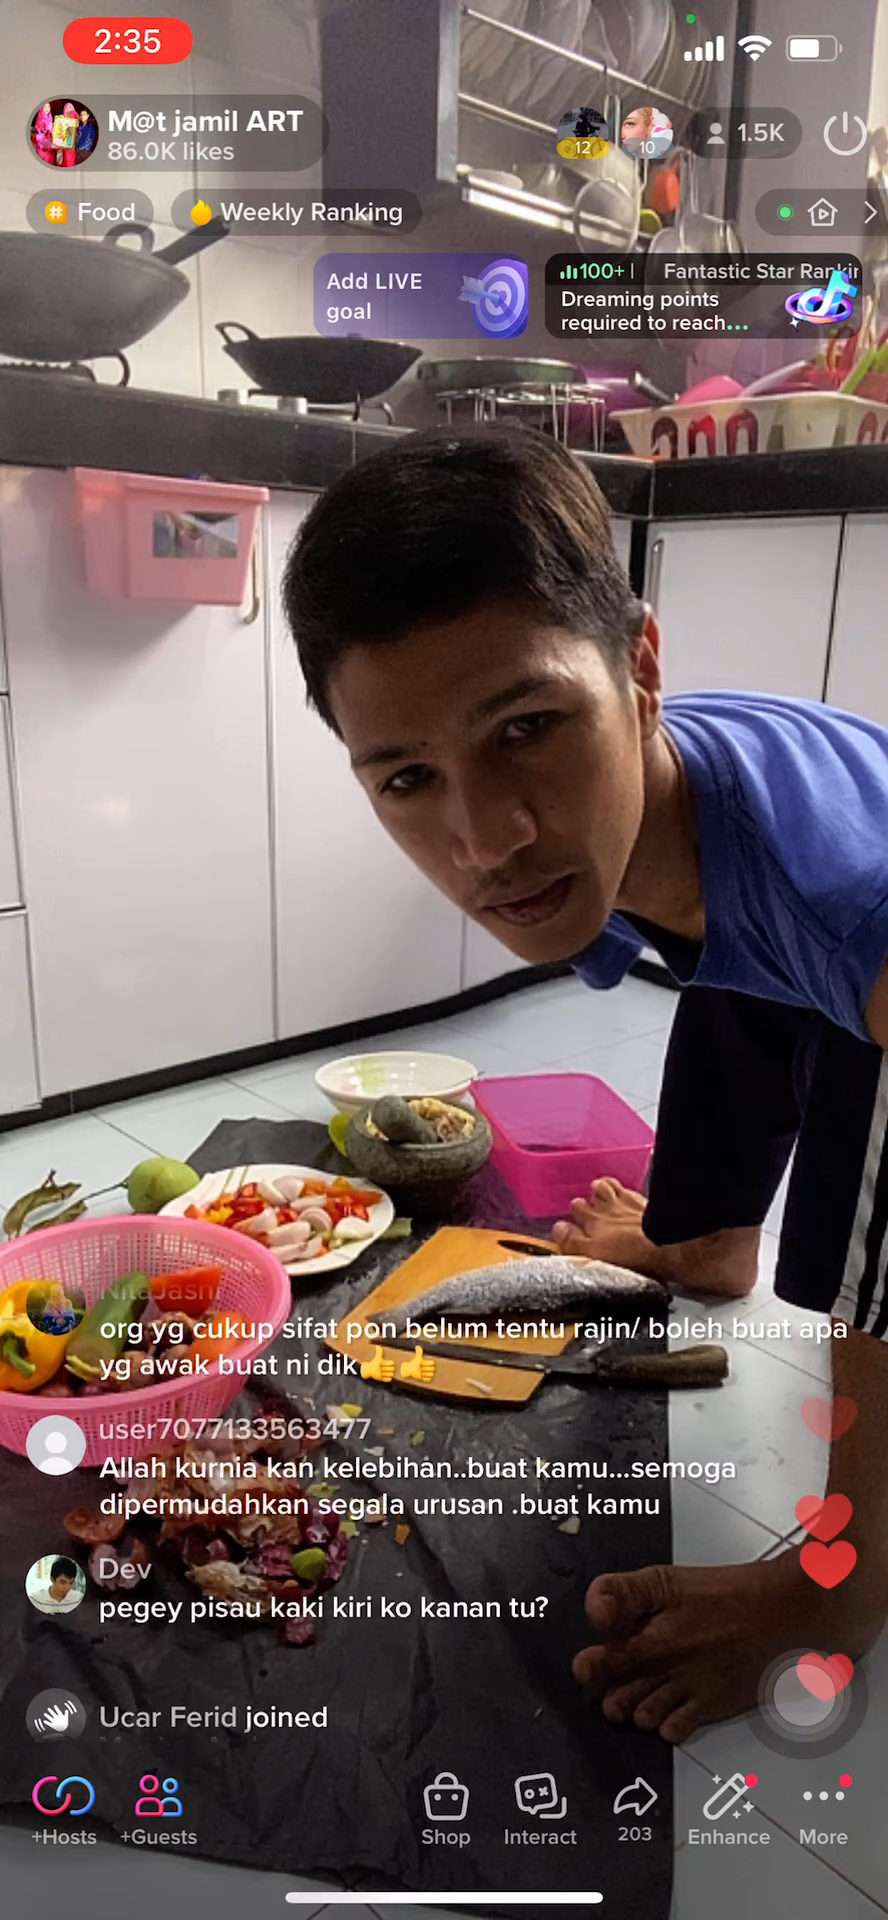 2:35
M@t jamil ART
86.0K likes
12
10
1.5K
Food
Weekly Ranking
Add LIVE
goal
100+ |
Fantastic Star Rankin
Dreaming points
required to reach...
NitaJasni
org yg cukup sifat pon belum tentu rajin/ boleh buat apa
yg awak buat ni dik👍👍
user7077133563477
Allah kurnia kan kelebihan..buat kamu...semoga
dipermudahkan segala urusan .buat kamu
Dev
pegey pisau kaki kiri ko kanan tu?
Ucar Ferid joined
+Hosts
+Guests
Shop
Interact
203
Enhance
More